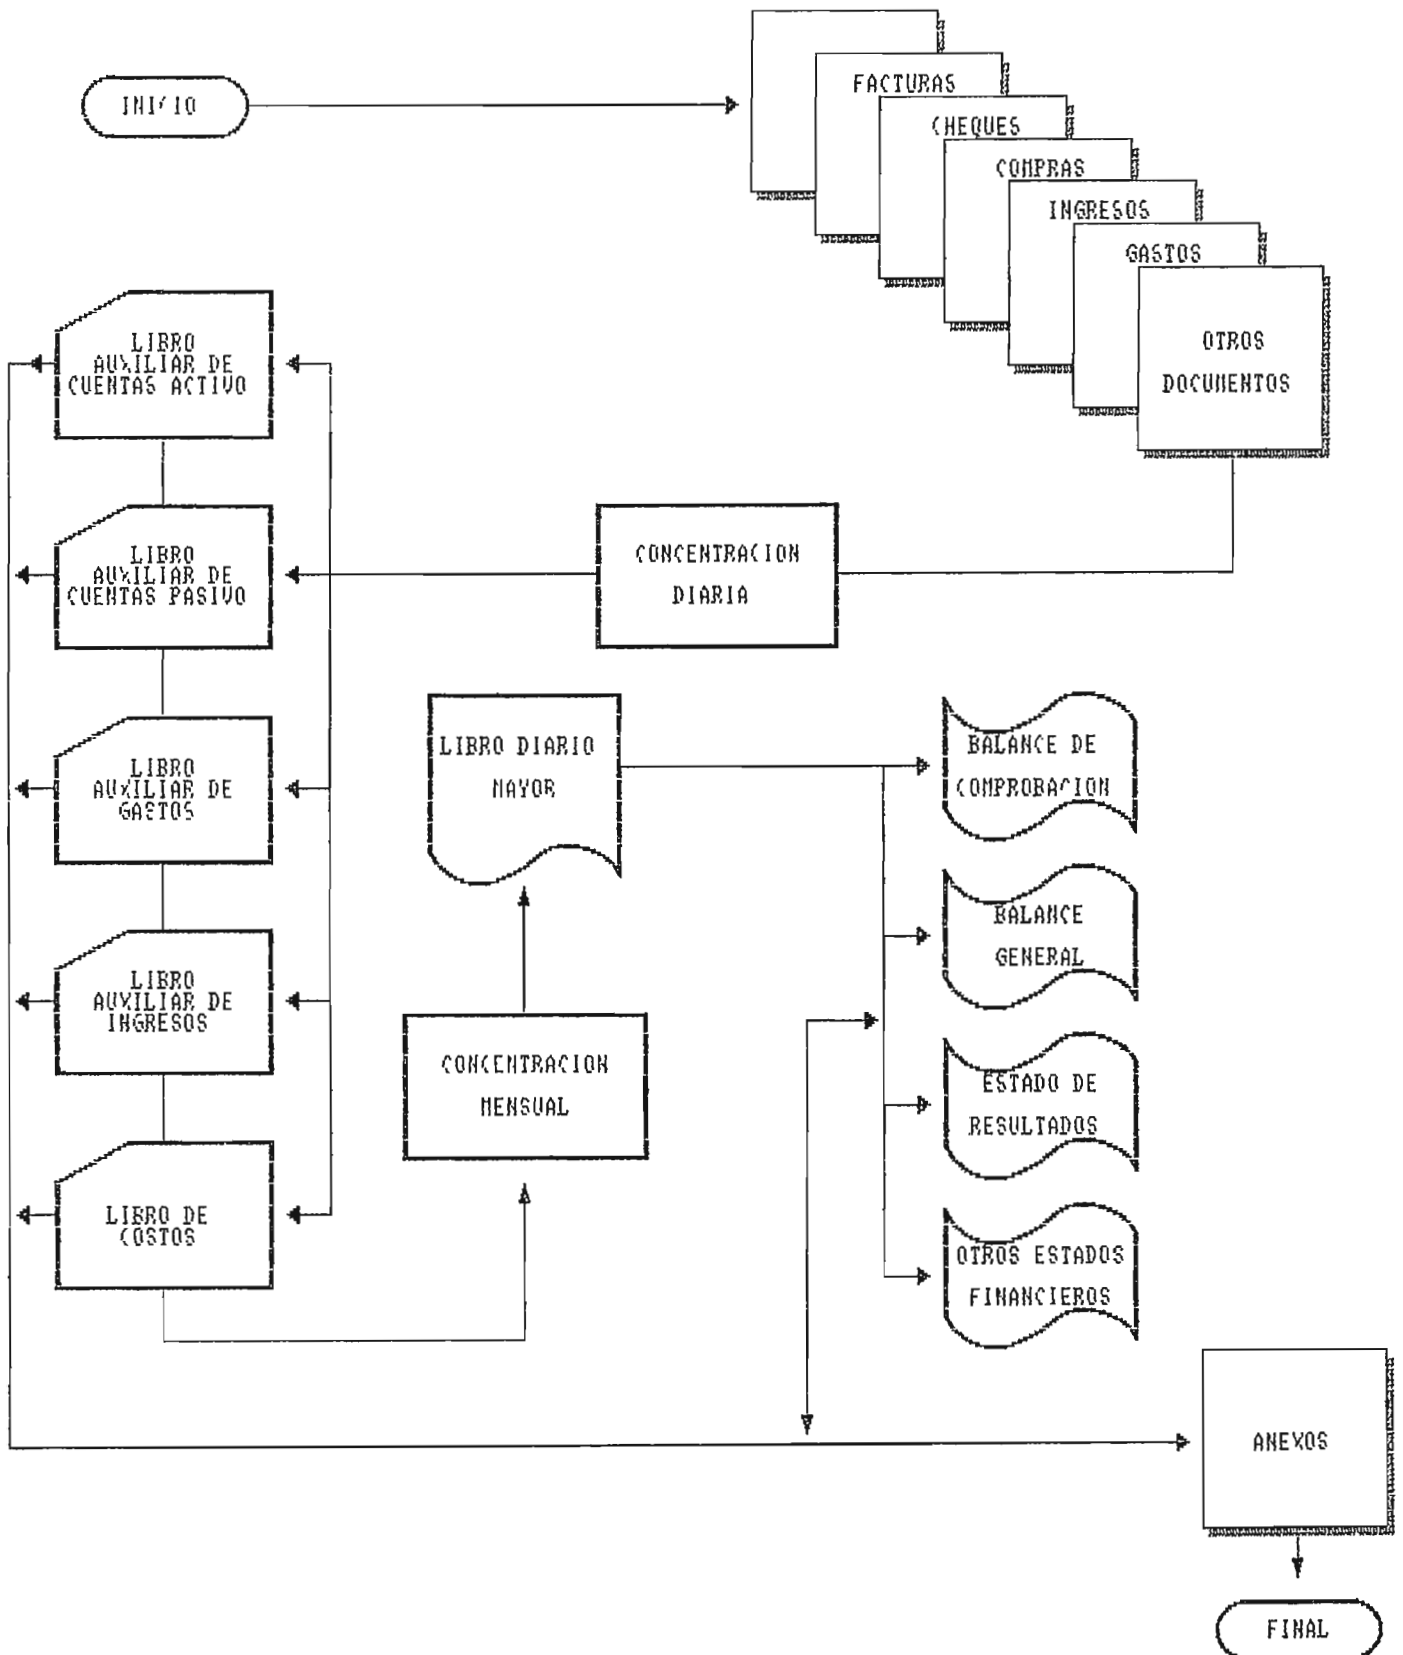 INICIO
FACTURAS
CHEQUES
COMPRAS
INGRESOS
GASTOS
OTROS
DOCUMENTOS
LIBRO
AUXILIAR DE
CUENTAS ACTIVO
LIBRO
AUXILIAR DE
CUENTAS PASIVO
CONCENTRACION
DIARIA
LIBRO
AUXILIAR DE
GASTOS
LIBRO DIARIO
MAYOR
BALANCE DE
COMPROBACION
LIBRO
AUXILIAR DE
INGRESOS
BALANCE
GENERAL
CONCENTRACION
MENSUAL
ESTADO DE
RESULTADOS
LIBRO DE
COSTOS
OTROS ESTADOS
FINANCIEROS
ANEXOS
FINAL